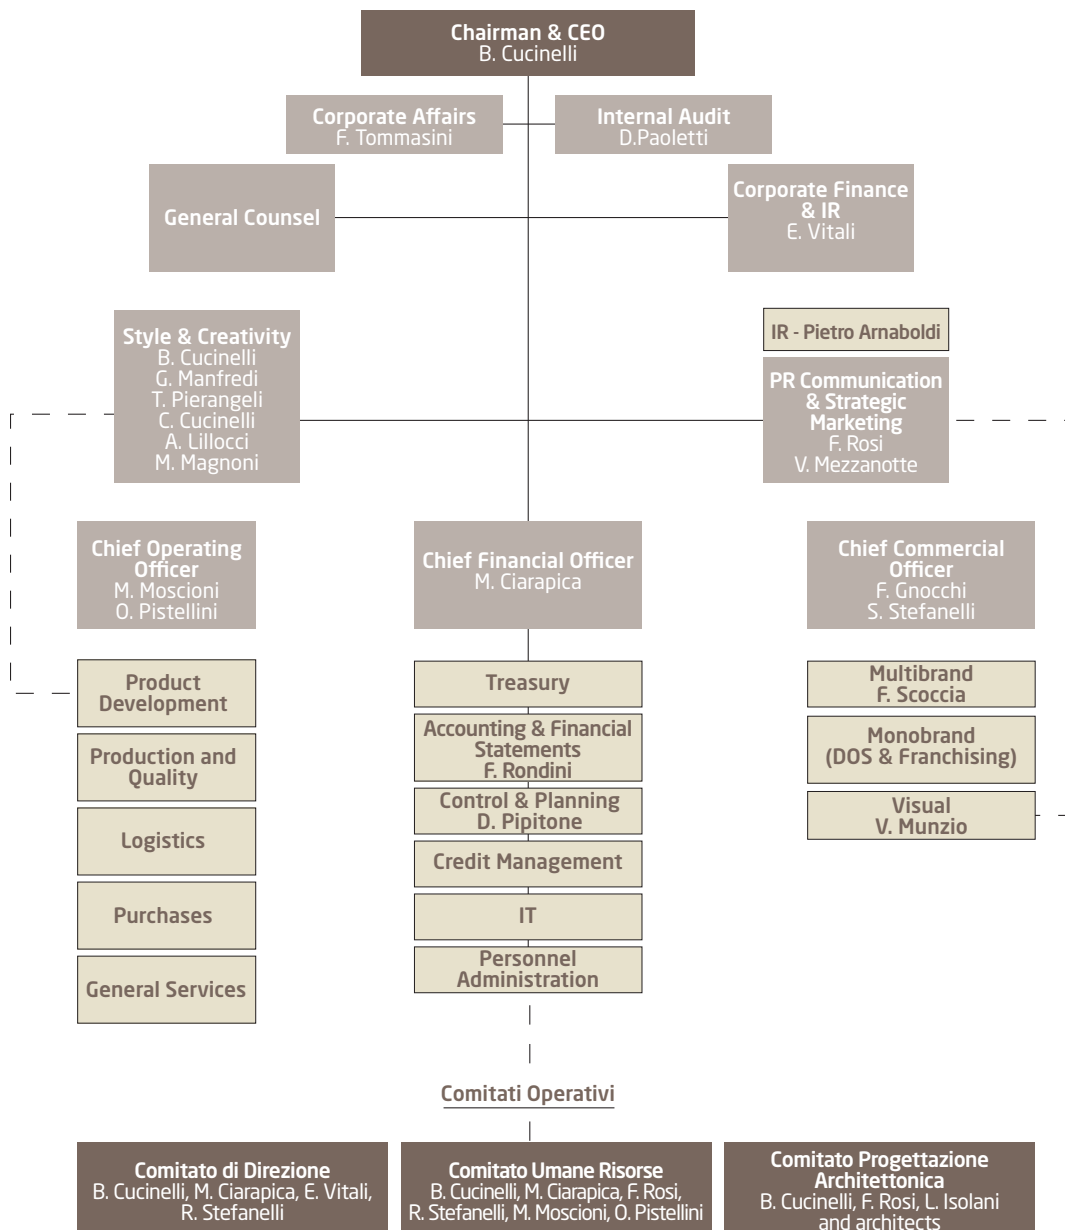 Chairman & CEO
B. Cucinelli
Corporate Affairs
F. Tommasini
Internal Audit
D.Paoletti
General Counsel
Corporate Finance
& IR
E. Vitali
Style & Creativity
B. Cucinelli
G. Manfredi
T. Pierangeli
C. Cucinelli
A. Lillocci
M. Magnoni
IR - Pietro Arnaboldi
PR Communication
& Strategic
Marketing
F. Rosi
V. Mezzanotte
Chief Operating
Officer
M. Moscioni
O. Pistellini
Chief Financial Officer
M. Ciarapica
Chief Commercial
Officer
F. Gnocchi
S. Stefanelli
Product
Development
Production and
Quality
Logistics
Purchases
General Services
Treasury
Accounting & Financial
Statements
F. Rondini
Control & Planning
D. Pipitone
Credit Management
IT
Personnel
Administration
Multibrand
F. Scoccia
Monobrand
(DOS & Franchising)
Visual
V. Munzio
Comitati Operativi
Comitato di Direzione
B. Cucinelli, M. Ciarapica, E. Vitali,
R. Stefanelli
Comitato Umane Risorse
B. Cucinelli, M. Ciarapica, F. Rosi,
R. Stefanelli, M. Moscioni, O. Pistellini
Comitato Progettazione
Architettonica
B. Cucinelli, F. Rosi, L. Isolani
and architects